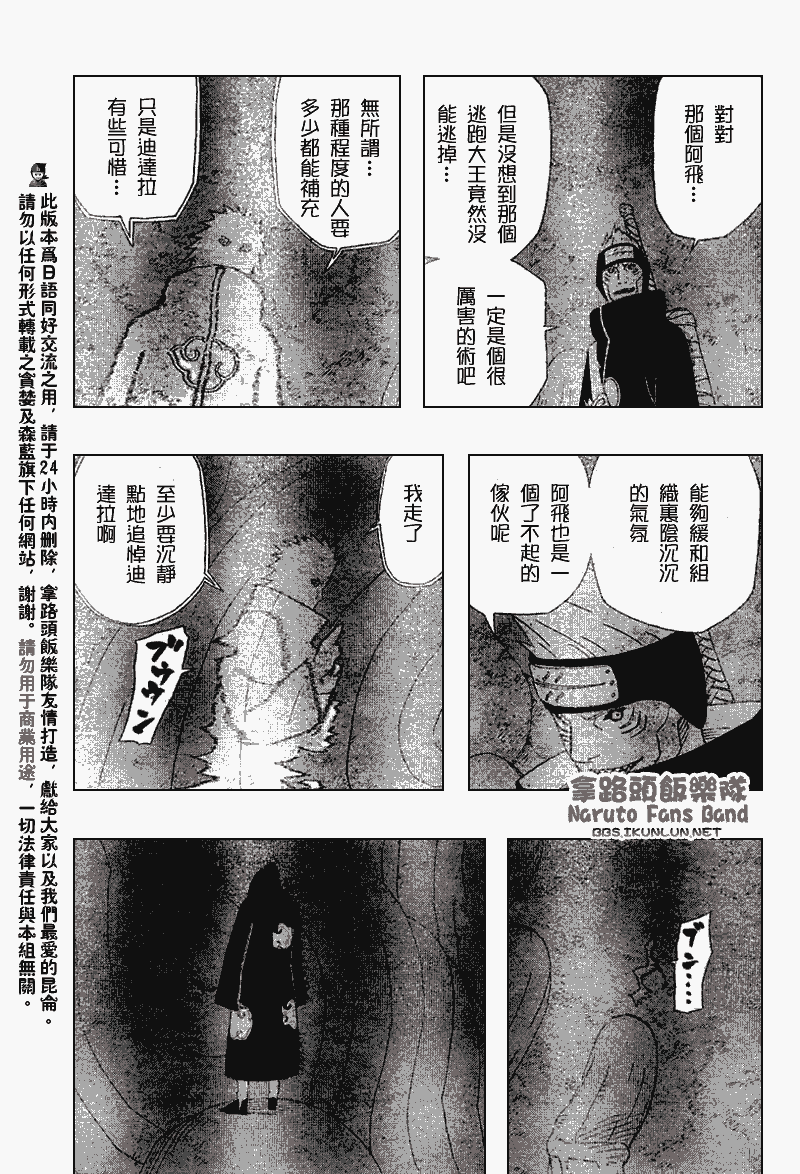 對對
那個阿飛…
但是沒想到那個
逃跑大王竟然没
能逃掉…
一定是個很
厲害的術吧
無所謂…
那種程度的人要
多少都能補充
只是迪達拉
有些可惜…
能夠緩和組
織裏陰沉沉
的氣氛
阿飛也是一
個了不起的
傢伙呢
我走了
至少要沉靜
點地追悼迪
達拉啊
ブウウン
ブン……
拿路頭飯樂隊
Naruto Fans Band
BBS.IKUNLUN.NET
此版本爲日語同好交流之用，請于24小時内删除，拿路頭飯樂隊友情打造，獻給大家以及我們最愛的昆侖。
請勿以任何形式轉載之貪婪及森藍旗下任何網站，謝謝。請勿用于商業用途，一切法律責任與本組無關。